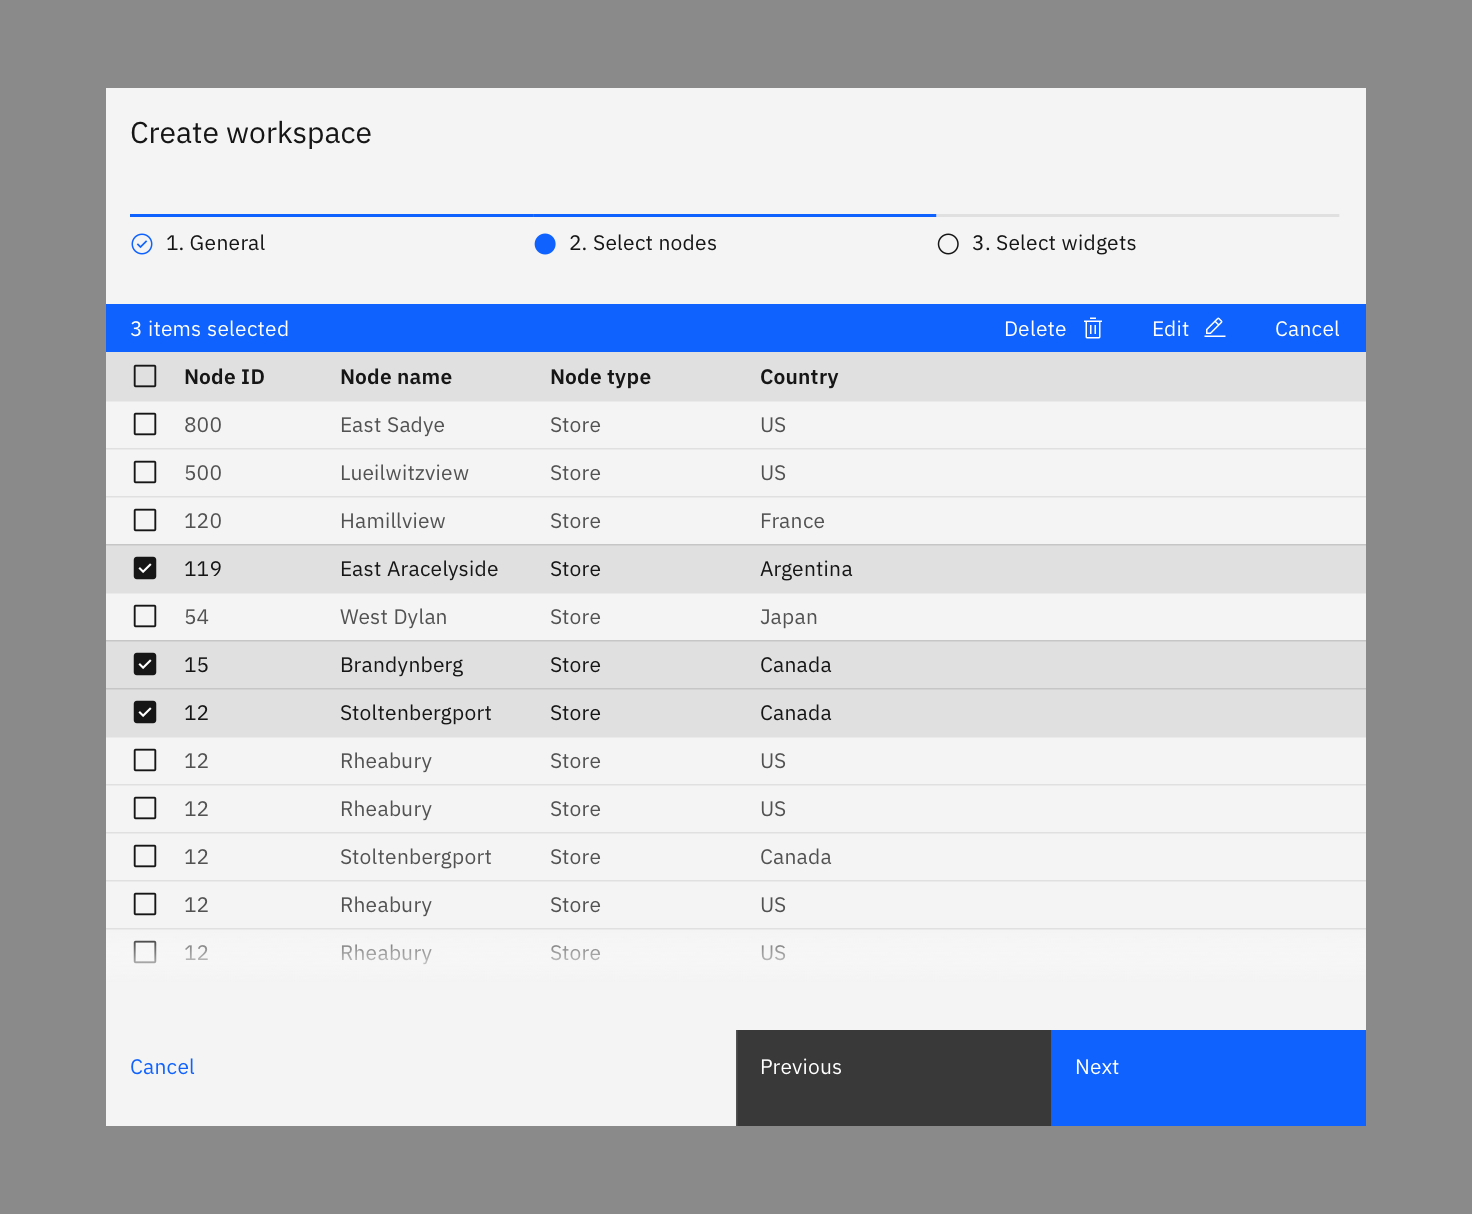 Create workspace
1. General 2. Select nodes 3. Select widgets
3 items selected Delete Edit Cancel
Node ID Node name Node type Country
800 East Sadye Store US
500 Lueilwitzview Store US
120 Hamillview Store France
119 East Aracelyside Store Argentina
54 West Dylan Store Japan
15 Brandynberg Store Canada
12 Stoltenbergport Store Canada
12 Rheabury Store US
12 Rheabury Store US
12 Stoltenbergport Store Canada
12 Rheabury Store US
12 Rheabury Store US
Cancel Previous Next